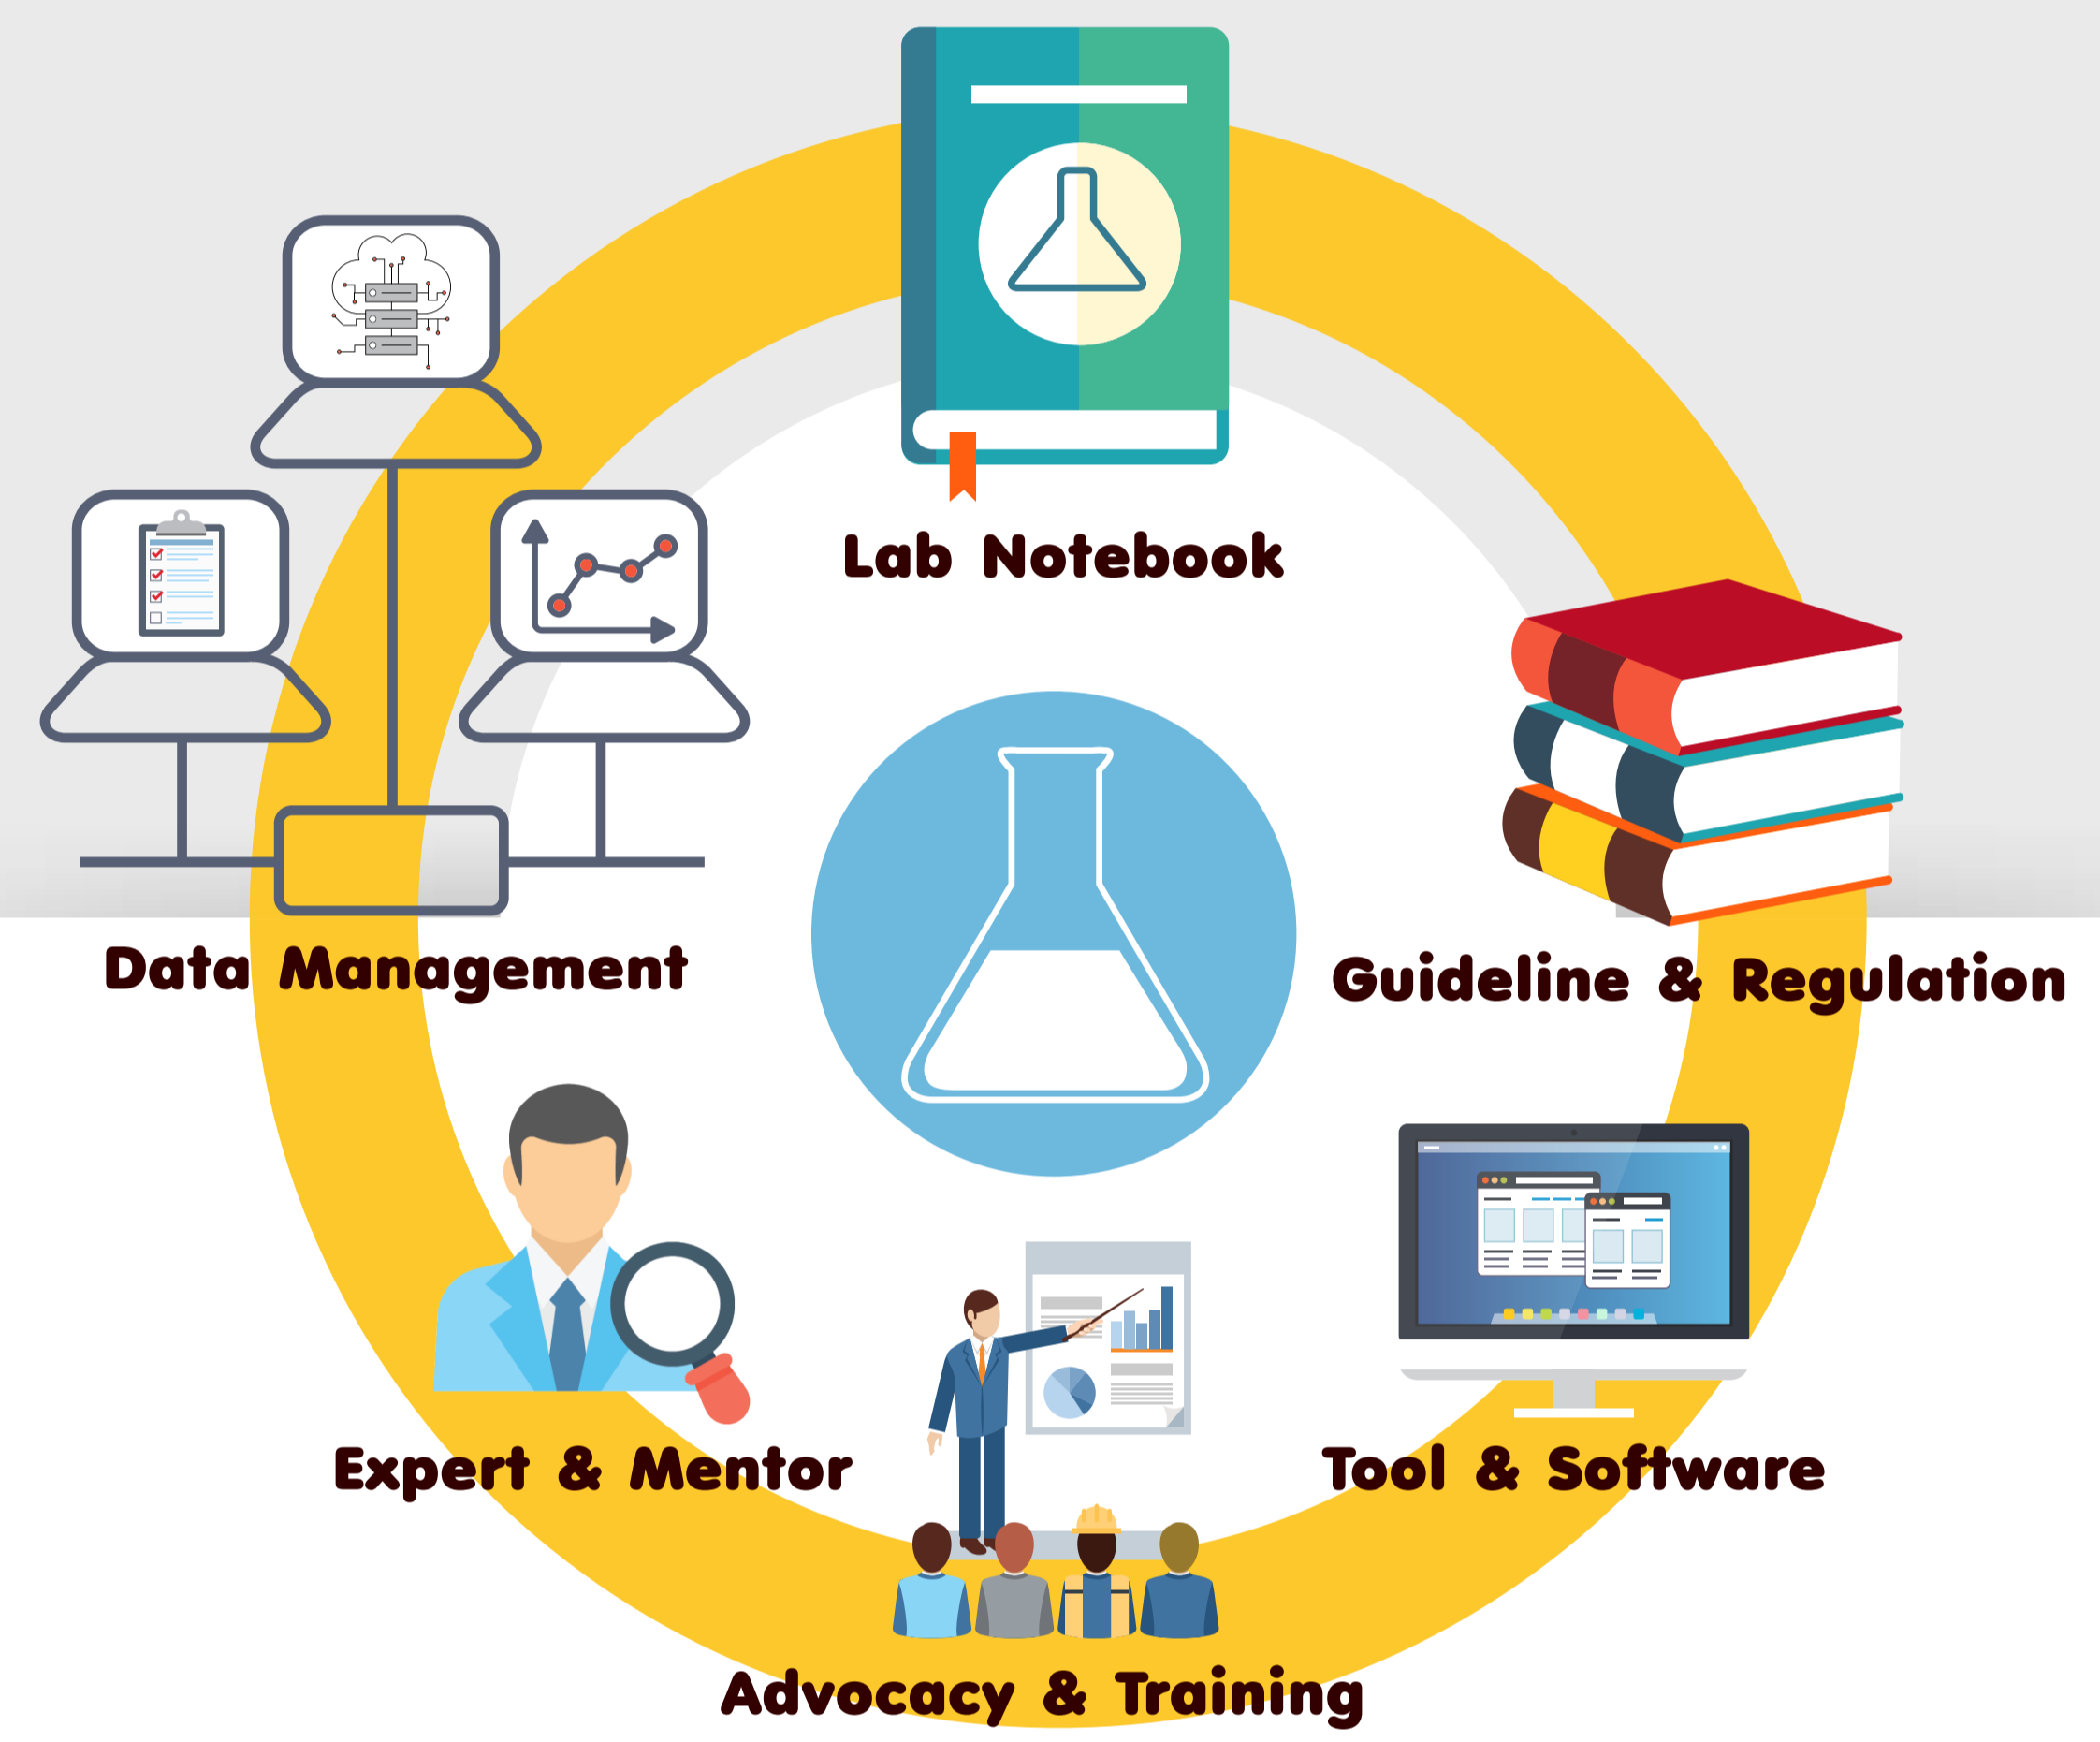 Lab Notebook
Data Management
Guideline & Regulation
Expert & Mentor
Tool & Software
Advocacy & Training